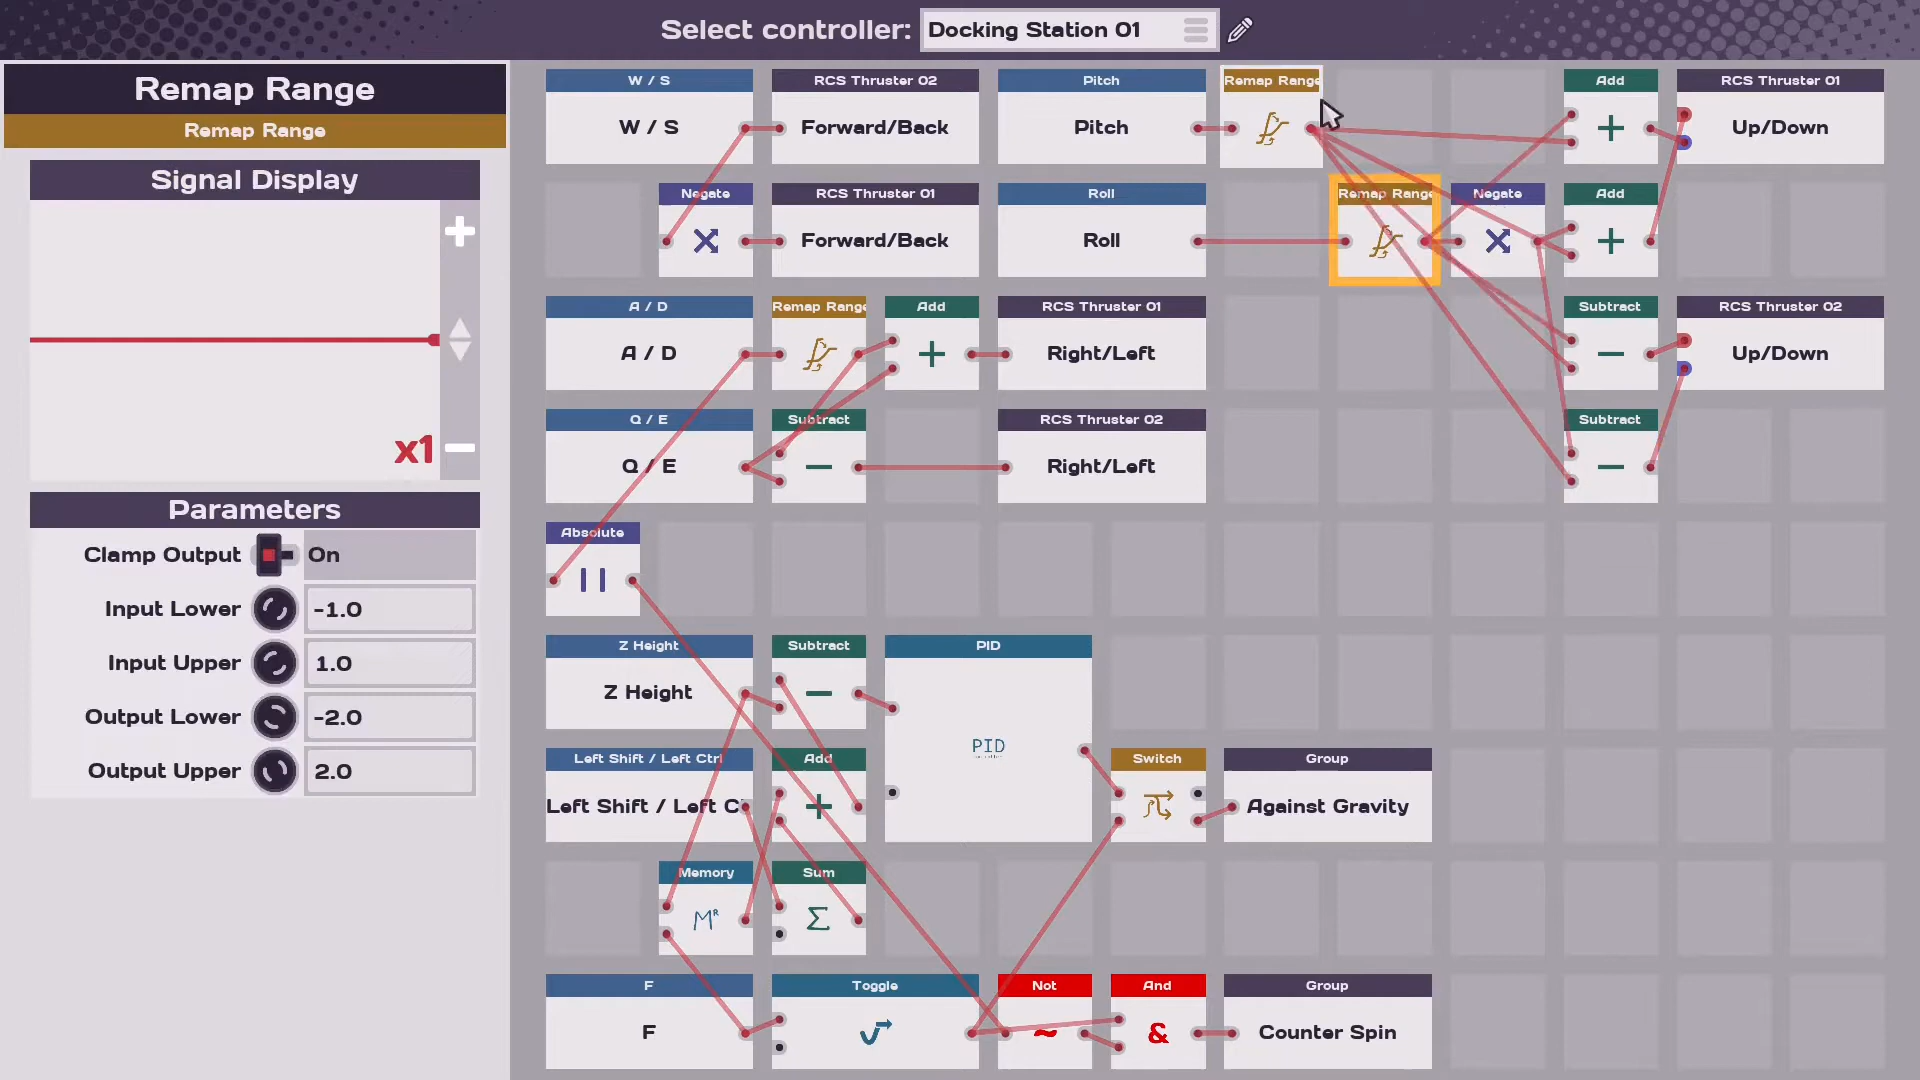 Select controller: Docking Station 01
Remap Range
Remap Range
Signal Display
x1
Parameters
Clamp Output On
Input Lower -1.0
Input Upper 1.0
Output Lower -2.0
Output Upper 2.0
W / S RCS Thruster 02 Pitch Remap Range Add RCS Thruster 01
W / S Forward/Back Pitch + Up/Down
Negate RCS Thruster 01 Roll Remap Range Negate Add
Forward/Back Roll +
A / D Remap Range Add RCS Thruster 01 Subtract RCS Thruster 02
A / D + Right/Left − Up/Down
Q / E Subtract RCS Thruster 02 Subtract
Q / E − Right/Left −
Absolute
| |
Z Height Subtract PID
Z Height −
PID
Left Shift / Left Ctrl Add Switch Group
Left Shift / Left C + Against Gravity
Memory Sum
Mᴿ Σ
F Toggle Not And Group
F ~ & Counter Spin